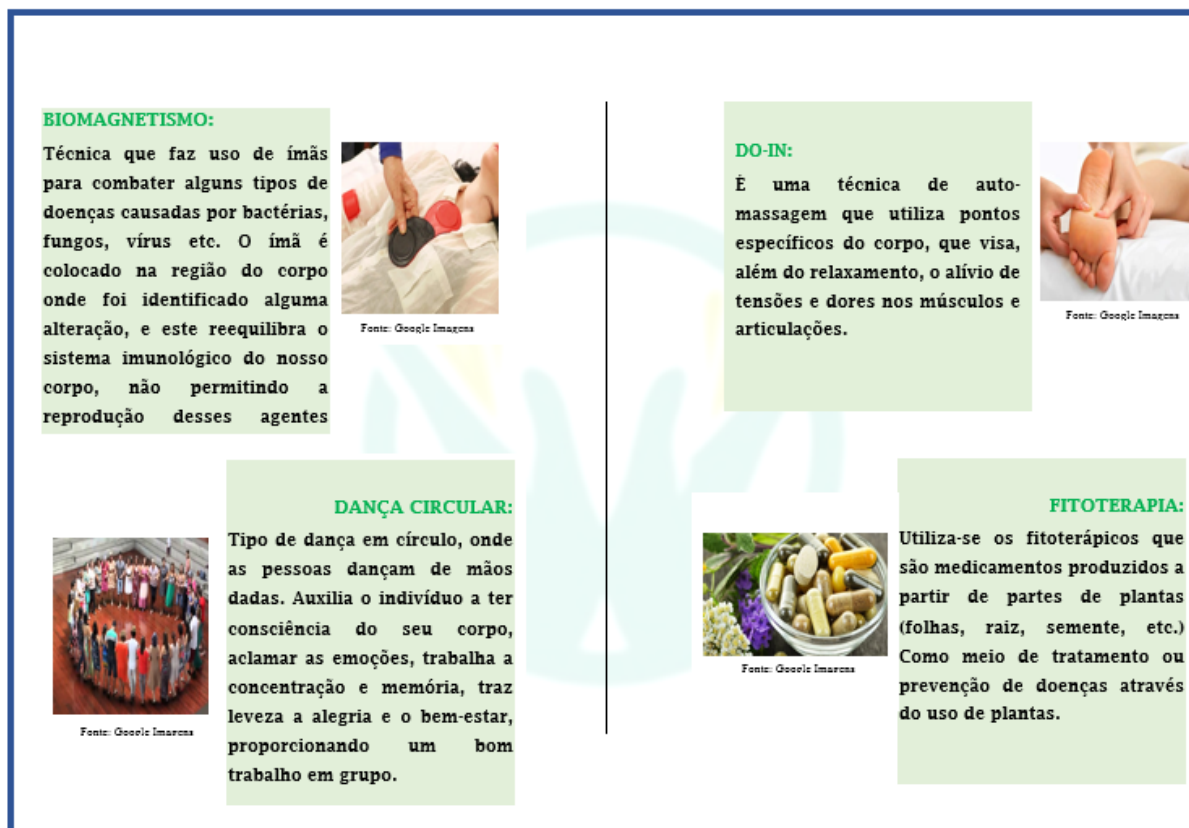 BIOMAGNETISMO:
Técnica que faz uso de ímãs
para combater alguns tipos de
doenças causadas por bactérias,
fungos, vírus etc. O ímã é
colocado na região do corpo
onde foi identificado alguma
alteração, e este reequilibra o
sistema imunológico do nosso
corpo, não permitindo a
reprodução desses agentes
Fonte: Google Imagens
DANÇA CIRCULAR:
Tipo de dança em círculo, onde
as pessoas dançam de mãos
dadas. Auxilia o indivíduo a ter
consciência do seu corpo,
aclamar as emoções, trabalha a
concentração e memória, traz
leveza a alegria e o bem-estar,
proporcionando um bom
trabalho em grupo.
Fonte: Google Imagens
DO-IN:
È uma técnica de auto-
massagem que utiliza pontos
específicos do corpo, que visa,
além do relaxamento, o alívio de
tensões e dores nos músculos e
articulações.
Fonte: Google Imagens
FITOTERAPIA:
Utiliza-se os fitoterápicos que
são medicamentos produzidos a
partir de partes de plantas
(folhas, raiz, semente, etc.)
Como meio de tratamento ou
prevenção de doenças através
do uso de plantas.
Fonte: Google Imagens